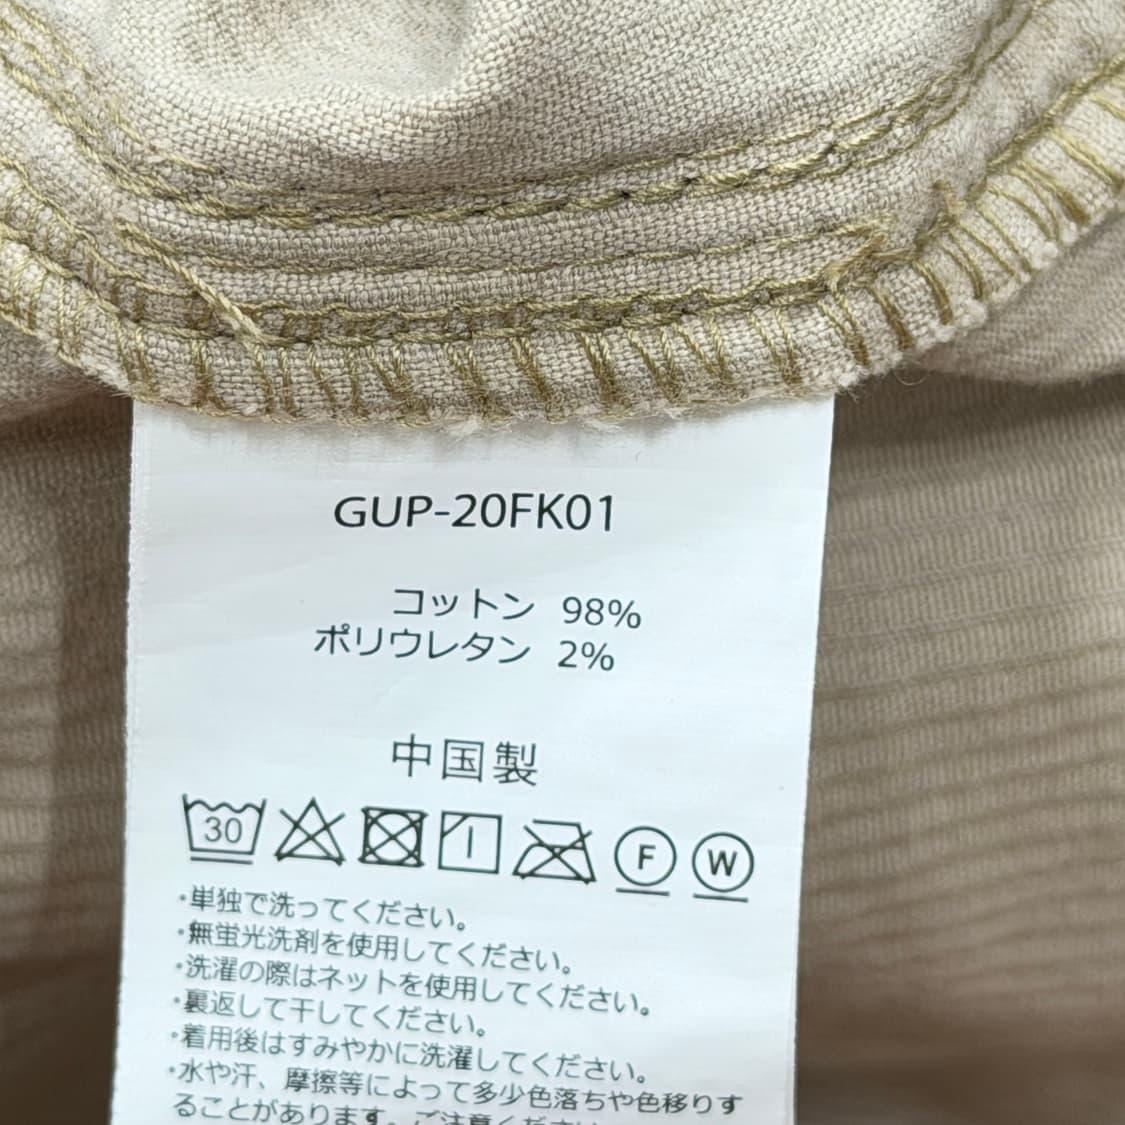 GUP-20FK01
コットン 98%
ポリウレタン 2%
中国製
30 F W
・単独で洗ってください。
・無蛍光洗剤を使用してください。
・洗濯の際はネットを使用してください。
・裏返して干してください。
・着用後はすみやかに洗濯してください。
・水や汗、摩擦等によって多少色落ちや色移りす
ることがあります。ご注意くださ